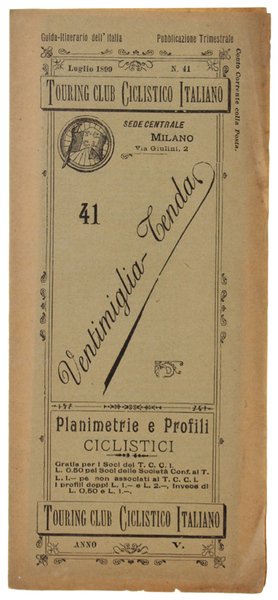 Guida-Itinerario dell'Italia Pubblicazione Trimestrale
Conto Corrente colla Posta.
Luglio 1899 N. 41
TOURING CLUB CICLISTICO ITALIANO
SEDE CENTRALE
MILANO
Via Giulini, 2
41
Ventimiglia-Tenda
Planimetrie e Profili
CICLISTICI
Gratis per i Soci del T. C. C. I.
L. 0.50 pei Soci delle Società Conf. al T.
L. 1.— pe non associati al T. C. C. I.
I profili doppi L. 1.— e L. 2.—, invece di
L. 0,50 e L. 1.—.
TOURING CLUB CICLISTICO ITALIANO
ANNO V.